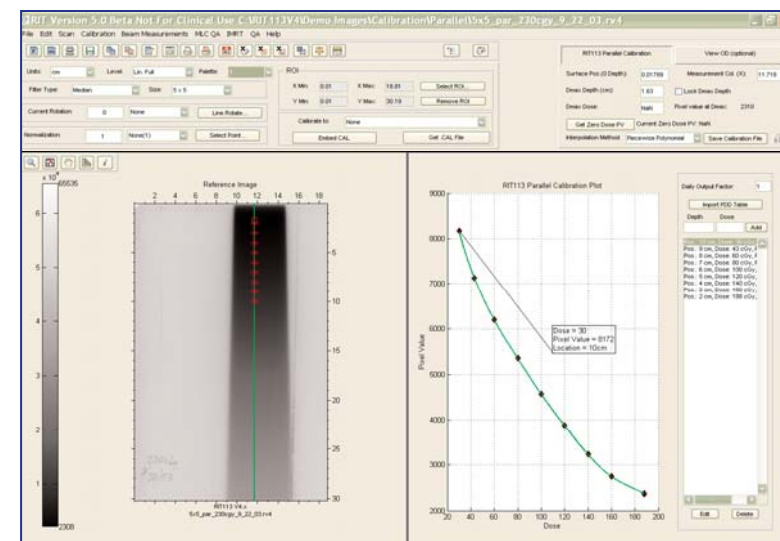 RIT Version 5.0 Beta Not For Clinical Use C:\RIT113V4\Demo Images\Calibration\Parallel\5x5_par_230cgy_9_22_03.rv4
File Edit Scan Calibration Beam Measurements MLC QA IMRT QA Help
Units: cm Level Lin. Full Palette: 1
Filter Type: Median Size: 5 x 5
Current Rotation: 0 None Line Rotate...
Normalization: 1 None(1) Select Point...
ROI
X Min: 0.01 X Max: 18.81 Select ROI...
Y Min: 0.01 Y Max: 30.19 Remove ROI
Calibrate to: None
Embed CAL Get .CAL File
RIT113 Parallel Calibration View OD (optional)
Surface Pos (0 Depth): 0.01789 Measurement Col. (X): 11.718
Dmax Depth (cm): 1.63 Lock Dmax Depth
Dmax Dose: NaN Pixel value at Dmax: 2310
Get Zero Dose PV Current Zero Dose PV: NaN
Interpolation Method: Piecewise Polynomial Save Calibration File
x 10
65535
6
5
4
3
2
1
2308
Reference Image
2 4 6 8 10 12 14 16 18
5
10
15
20
25
30
RIT113 V4.x
5x5_par_230cgy_9_22_03.rv4
RIT113 Parallel Calibration Plot
Pixel Value
9000
8000
7000
6000
5000
4000
3000
2000
Dose = 30
Pixel Value = 8172
Location = 10cm
20 40 60 80 100 120 140 160 180 200
Dose
Daily Output Factor: 1
Import PDD Table
Depth Dose
Add
Pos.: 9 cm, Dose: 43 cGy, F
Pos.: 8 cm, Dose: 60 cGy, F
Pos.: 7 cm, Dose: 80 cGy, F
Pos.: 6 cm, Dose: 100 cGy,
Pos.: 5 cm, Dose: 120 cGy,
Pos.: 4 cm, Dose: 140 cGy,
Pos.: 3 cm, Dose: 160 cGy,
Pos.: 2 cm, Dose: 188 cGy,
Edit Delete